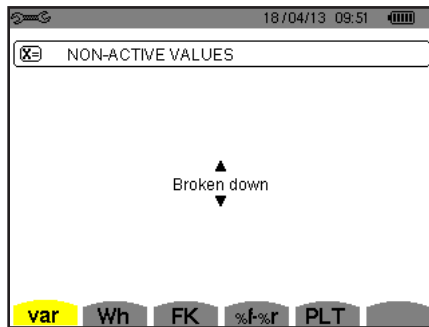 18/04/13 09:51
X= NON-ACTIVE VALUES
Broken down
var Wh FK %f-%r PLT